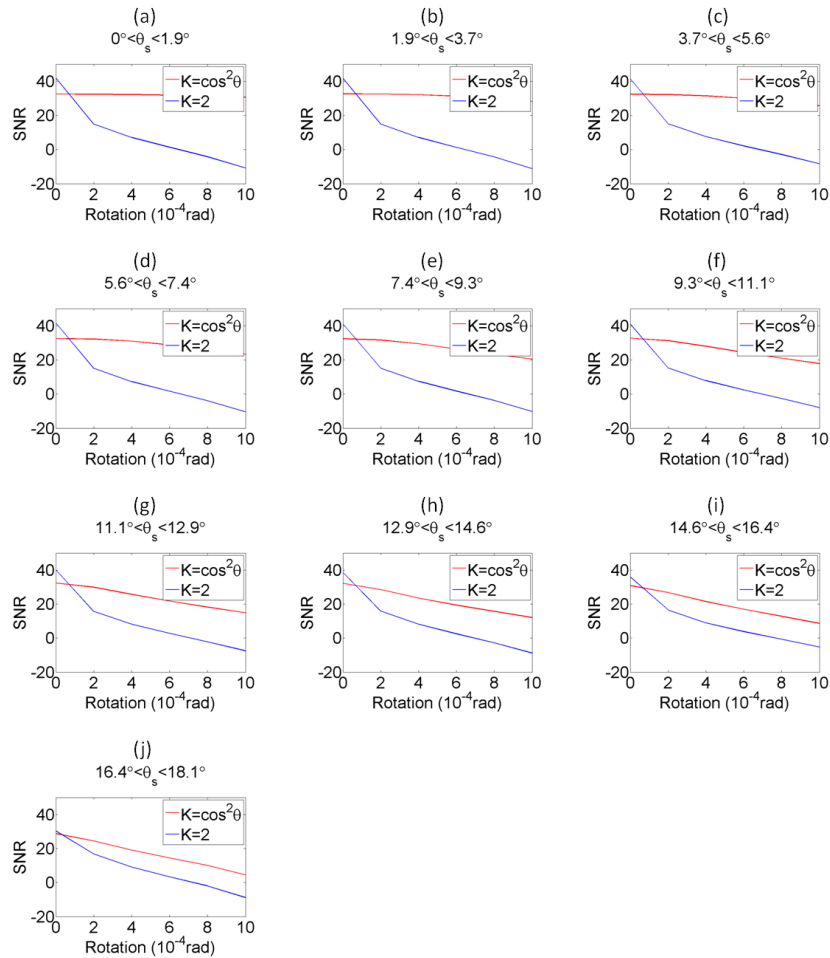 (a)
0°<θs<1.9°
40
20
0
-20
SNR
K=cos²θ
K=2
0 2 4 6 8 10
Rotation (10⁻⁴rad)
(b)
1.9°<θs<3.7°
40
20
0
-20
SNR
K=cos²θ
K=2
0 2 4 6 8 10
Rotation (10⁻⁴rad)
(c)
3.7°<θs<5.6°
40
20
0
-20
SNR
K=cos²θ
K=2
0 2 4 6 8 10
Rotation (10⁻⁴rad)
(d)
5.6°<θs<7.4°
40
20
0
-20
SNR
K=cos²θ
K=2
0 2 4 6 8 10
Rotation (10⁻⁴rad)
(e)
7.4°<θs<9.3°
40
20
0
-20
SNR
K=cos²θ
K=2
0 2 4 6 8 10
Rotation (10⁻⁴rad)
(f)
9.3°<θs<11.1°
40
20
0
-20
SNR
K=cos²θ
K=2
0 2 4 6 8 10
Rotation (10⁻⁴rad)
(g)
11.1°<θs<12.9°
40
20
0
-20
SNR
K=cos²θ
K=2
0 2 4 6 8 10
Rotation (10⁻⁴rad)
(h)
12.9°<θs<14.6°
40
20
0
-20
SNR
K=cos²θ
K=2
0 2 4 6 8 10
Rotation (10⁻⁴rad)
(i)
14.6°<θs<16.4°
40
20
0
-20
SNR
K=cos²θ
K=2
0 2 4 6 8 10
Rotation (10⁻⁴rad)
(j)
16.4°<θs<18.1°
40
20
0
-20
SNR
K=cos²θ
K=2
0 2 4 6 8 10
Rotation (10⁻⁴rad)